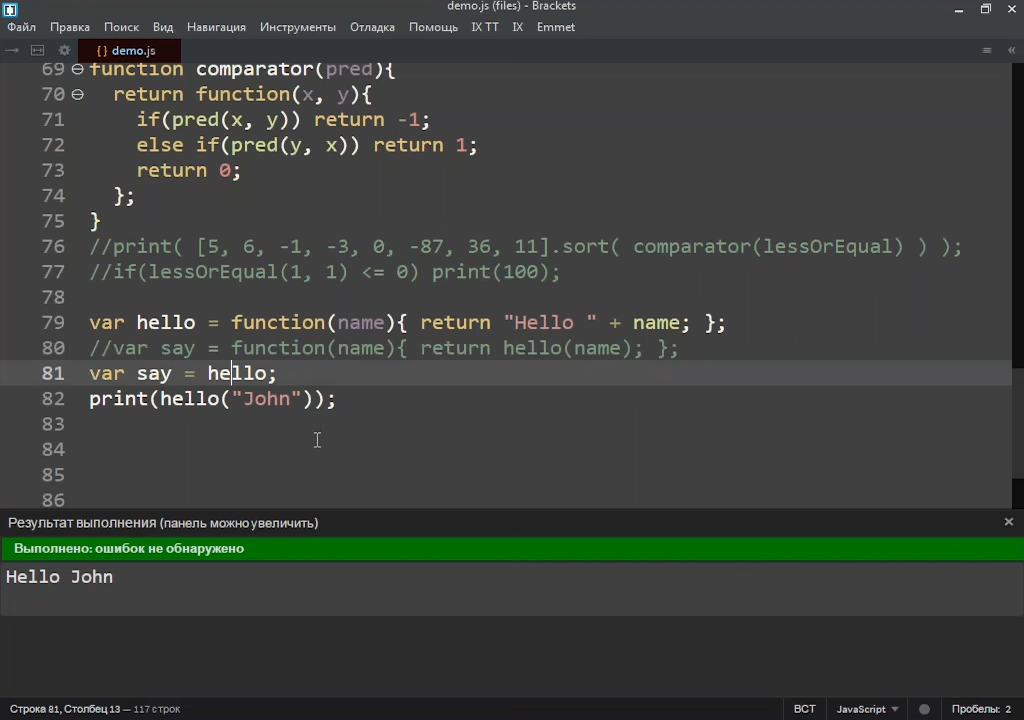 demo.js (files) - Brackets
Файл Правка Поиск Вид Навигация Инструменты Отладка Помощь IX TT IX Emmet
{} demo.js
69 function comparator(pred){
70 return function(x, y){
71 if(pred(x, y)) return -1;
72 else if(pred(y, x)) return 1;
73 return 0;
74 };
75 }
76 //print( [5, 6, -1, -3, 0, -87, 36, 11].sort( comparator(lessOrEqual) ) );
77 //if(lessOrEqual(1, 1) <= 0) print(100);
78
79 var hello = function(name){ return "Hello " + name; };
80 //var say = function(name){ return hello(name); };
81 var say = hello;
82 print(hello("John"));
83
84
85
86
Результат выполнения (панель можно увеличить)
Выполнено: ошибок не обнаружено
Hello John
Строка 81, Столбец 13 — 117 строк ВСТ JavaScript Пробелы: 2